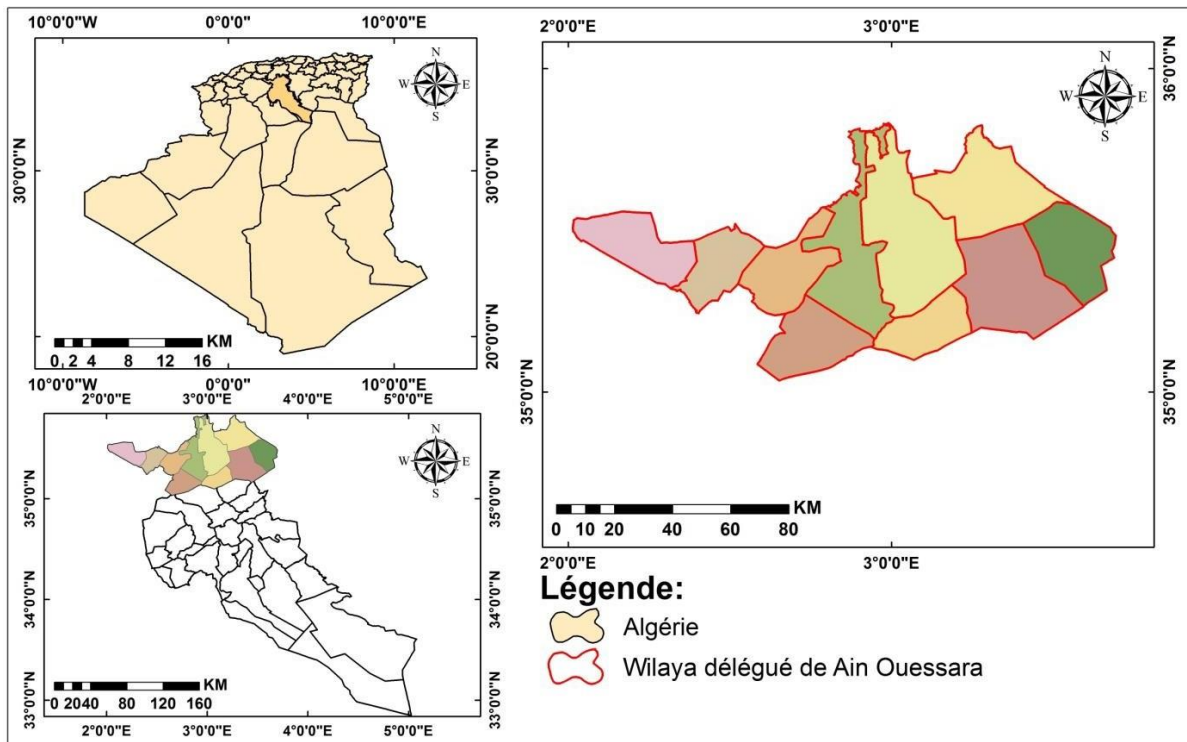 10°0'0"W 0°0'0" 10°0'0"E
N
W E
S
30°0'0"N 30°0'0"N
20°0'0"N
KM
0 2 4 8 12 16
10°0'0"W 0°0'0" 10°0'0"E
2°0'0"E 3°0'0"E 4°0'0"E 5°0'0"E
N
W E
S
35°0'0"N 35°0'0"N
34°0'0"N 34°0'0"N
33°0'0"N 33°0'0"N
KM
0 20 40 80 120 160
2°0'0"E 3°0'0"E 4°0'0"E 5°0'0"E
2°0'0"E 3°0'0"E
N
W E
S
36°0'0"N
35°0'0"N 35°0'0"N
KM
0 10 20 40 60 80
2°0'0"E 3°0'0"E
Légende:
Algérie
Wilaya délégué de Ain Ouessara